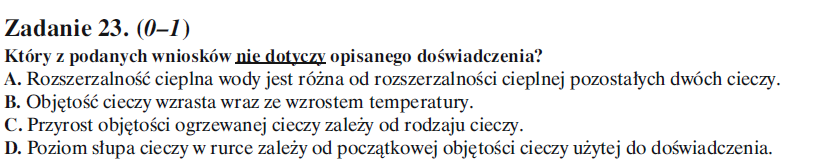 Zadanie 23. (0–1)
Który z podanych wniosków nie dotyczy opisanego doświadczenia?
A. Rozszerzalność cieplna wody jest różna od rozszerzalności cieplnej pozostałych dwóch cieczy.
B. Objętość cieczy wzrasta wraz ze wzrostem temperatury.
C. Przyrost objętości ogrzewanej cieczy zależy od rodzaju cieczy.
D. Poziom słupa cieczy w rurce zależy od początkowej objętości cieczy użytej do doświadczenia.